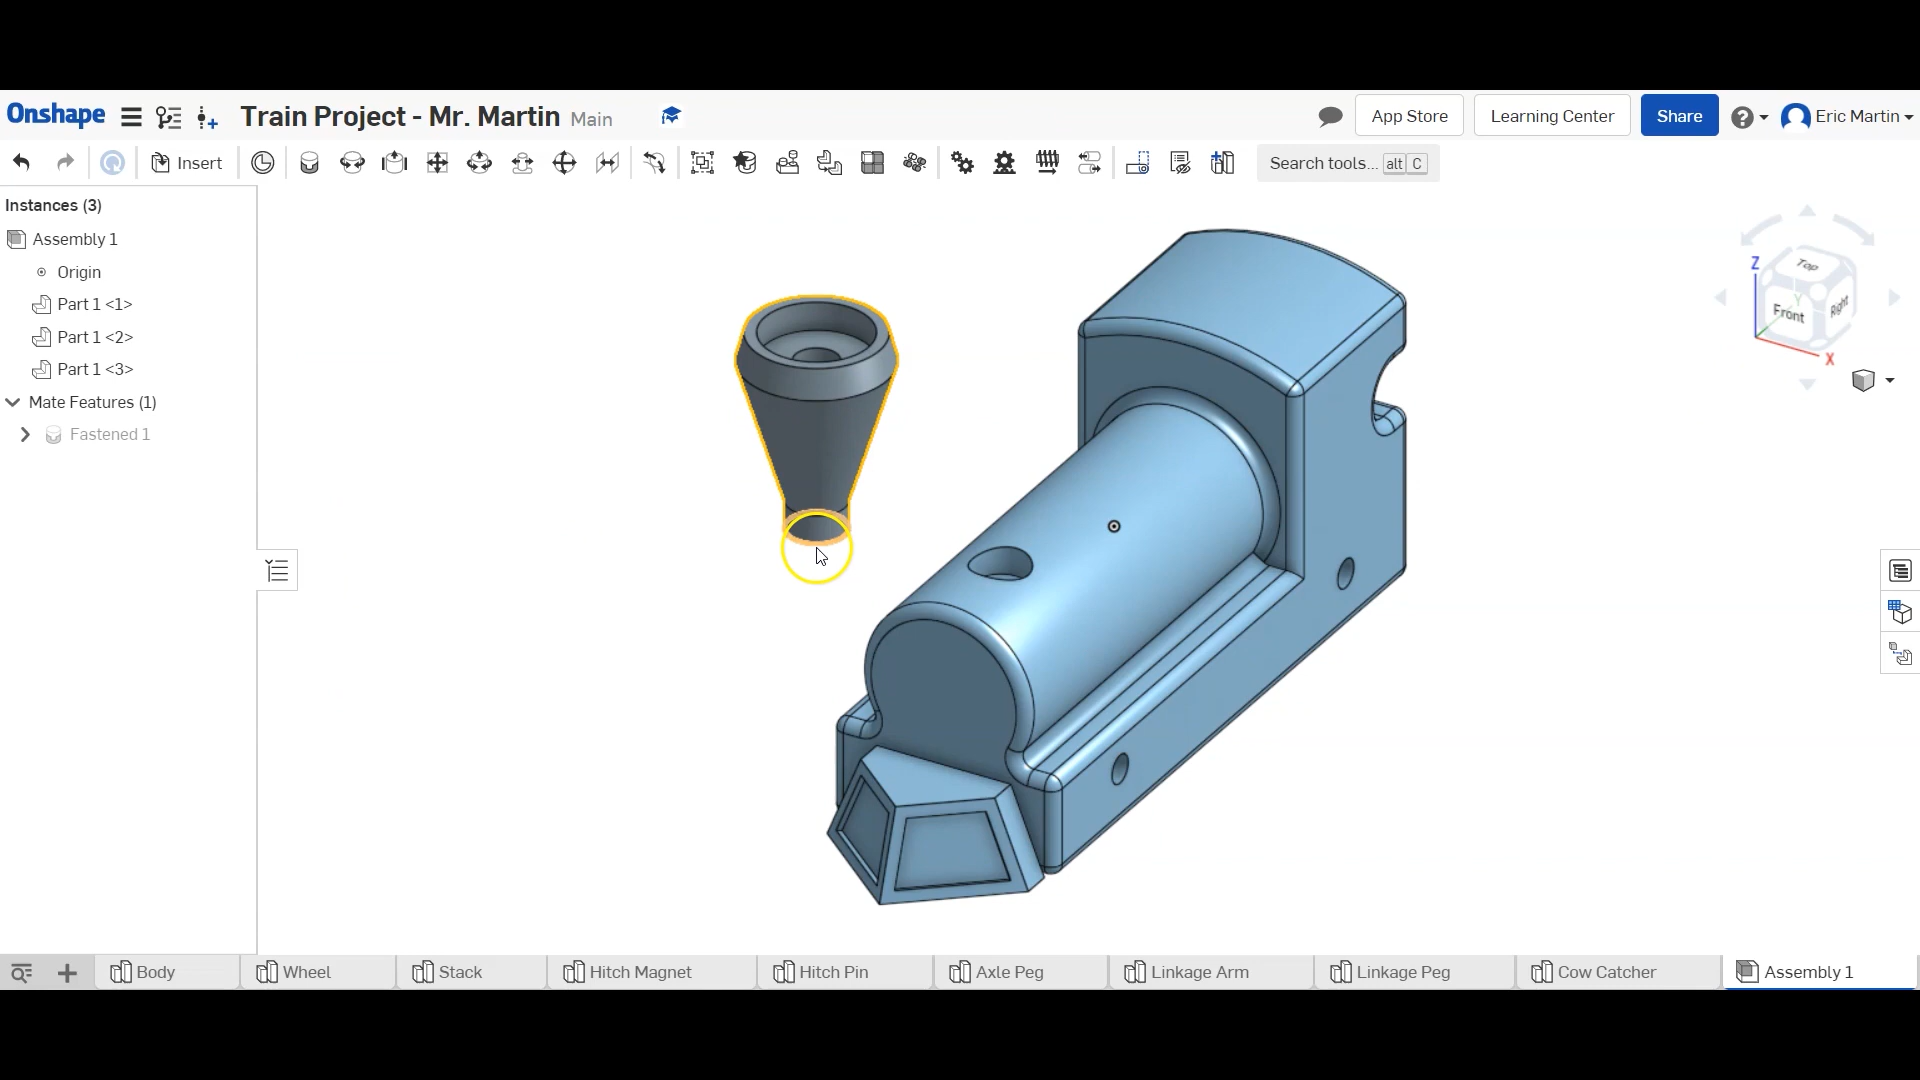 Onshape Train Project - Mr. Martin Main App Store Learning Center Share Eric Martin
Insert Search tools... alt C
Instances (3)
Assembly 1
Origin
Part 1 <1>
Part 1 <2>
Part 1 <3>
Mate Features (1)
Fastened 1
Z
Top
Y
Front
Right
X
Body Wheel Stack Hitch Magnet Hitch Pin Axle Peg Linkage Arm Linkage Peg Cow Catcher Assembly 1